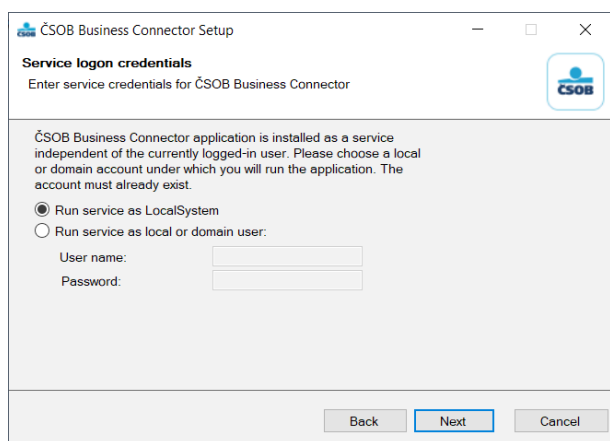 ČSOB Business Connector Setup
Service logon credentials
Enter service credentials for ČSOB Business Connector
ČSOB
ČSOB
ČSOB Business Connector application is installed as a service
independent of the currently logged-in user. Please choose a local
or domain account under which you will run the application. The
account must already exist.
Run service as LocalSystem
Run service as local or domain user:
User name:
Password:
Back
Next
Cancel